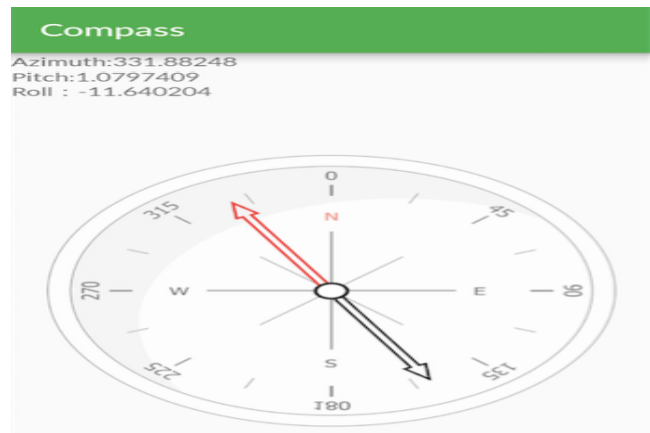 Compass
Azimuth:331.88248
Pitch:1.0797409
Roll : -11.640204
0
315
45
N
270
W
E
90
225
S
135
180